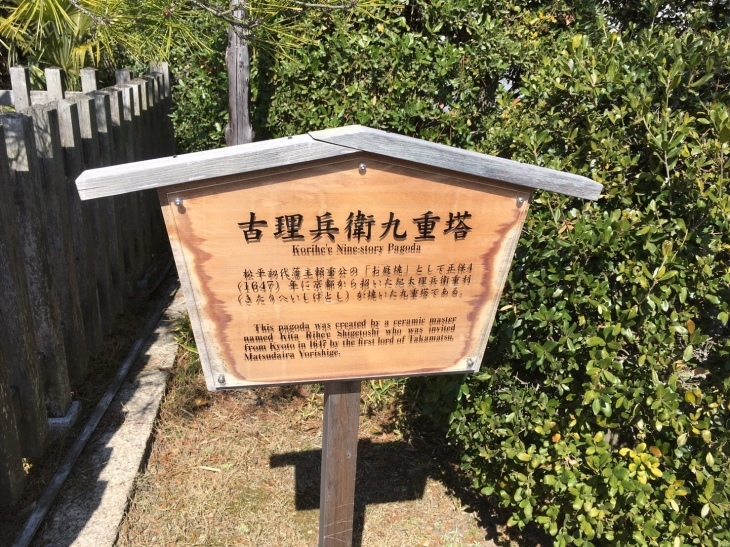 古理兵衛九重塔
Korihe'e Nine-story Pagoda
松平初代藩主頼重公の「お庭焼」として正保4
(1647)年に京都から招いた紀太理兵衛重利
(きたりへいしげとし)が焼いた九重塔である。
This pagoda was created by a ceramic master
named Kita Rihee Shigetoshi who was invited
from Kyoto in 1647 by the first lord of Takamatsu,
Matsudaira Yorishige.